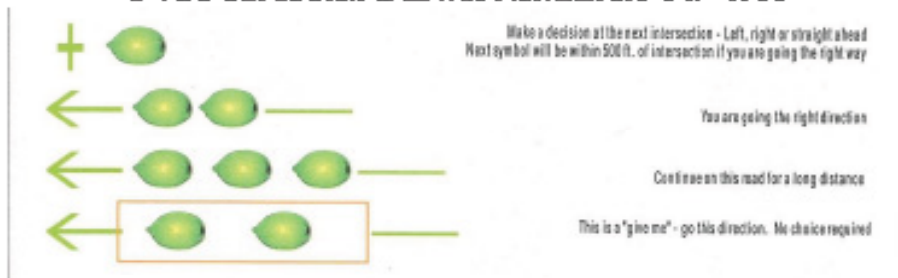 Make a decision at the next intersection - Left, right or straight ahead
Next symbol will be within 500 ft. of intersection if you are going the right way
You are going the right direction
Continue on this road for a long distance
This is a "give me" - go this direction. No choice required